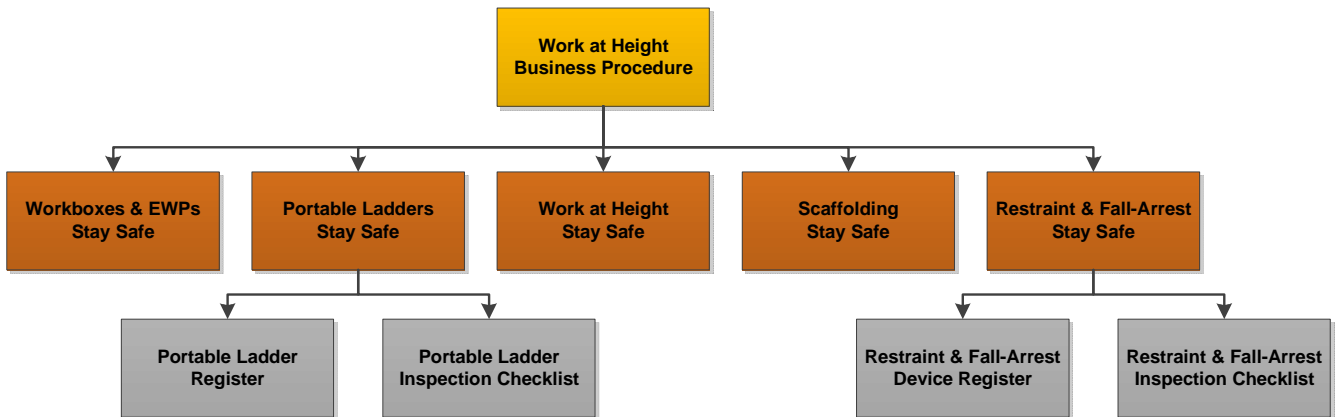 Work at Height
Business Procedure
Workboxes & EWPs
Stay Safe
Portable Ladders
Stay Safe
Work at Height
Stay Safe
Scaffolding
Stay Safe
Restraint & Fall-Arrest
Stay Safe
Portable Ladder
Register
Portable Ladder
Inspection Checklist
Restraint & Fall-Arrest
Device Register
Restraint & Fall-Arrest
Inspection Checklist